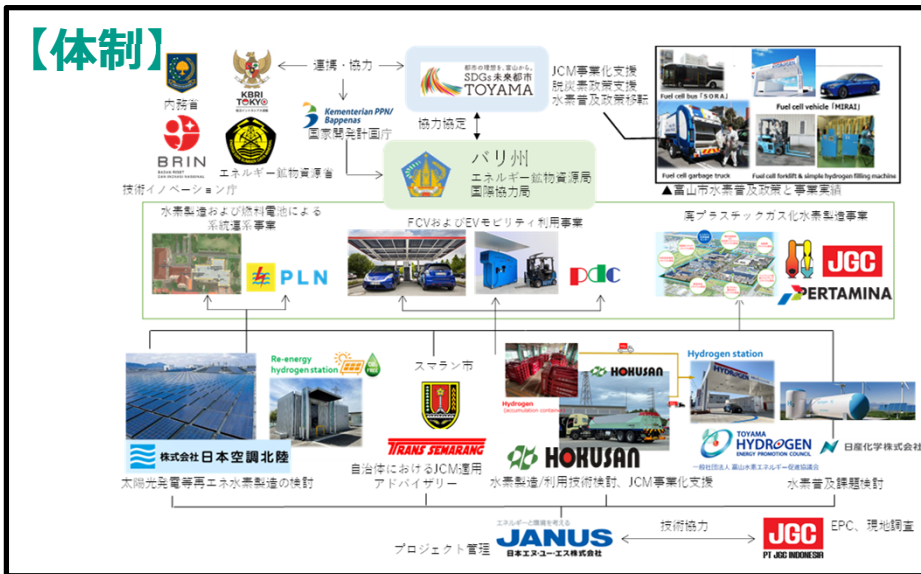 【体制】
内務省
KBRI
TOKYO
連携・協力
都市の理想を、富山から。
SDGs未来都市
TOYAMA
JCM事業化支援
脱炭素政策支援
水素普及政策移転
Fuel cell bus「SORA」
Fuel cell vehicle「MIRAI」
Fuel cell garbage truck
Fuel cell forklift & simple hydrogen filling machine
▲富山市水素普及政策と事業実績
Kementerian PPN/
Bappenas
国家開発計画庁
協力協定
BRIN
BADAN RISET
DAN INOVASI NASIONAL
技術イノベーション庁
エネルギー鉱物資源省
バリ州
エネルギー鉱物資源局
国際協力局
水素製造および燃料電池による
系統連系事業
FCVおよびEVモビリティ利用事業
廃プラスチックガス化水素製造事業
PLN
pdc
JGC
PERTAMINA
Re-energy
hydrogen station
CO2
FREE
スマラン市
HOKUSAN
Hydrogen
Hydrogen station
HYDROGEN
株式会社日本空調北陸
太陽光発電等再エネ水素製造の検討
TRANS SEMARANG
自治体におけるJCM適用
アドバイザリー
HOKUSAN
水素製造/利用技術検討、JCM事業化支援
TOYAMA
HYDROGEN
ENERGY PROMOTION COUNCIL
一般社団法人 富山水素エネルギー促進協議会
日産化学株式会社
水素普及課題検討
プロジェクト管理
エネルギーと環境を考える
JANUS
日本エヌ・ユー・エス株式会社
技術協力
JGC
PT JGC INDONESIA
EPC、現地調査